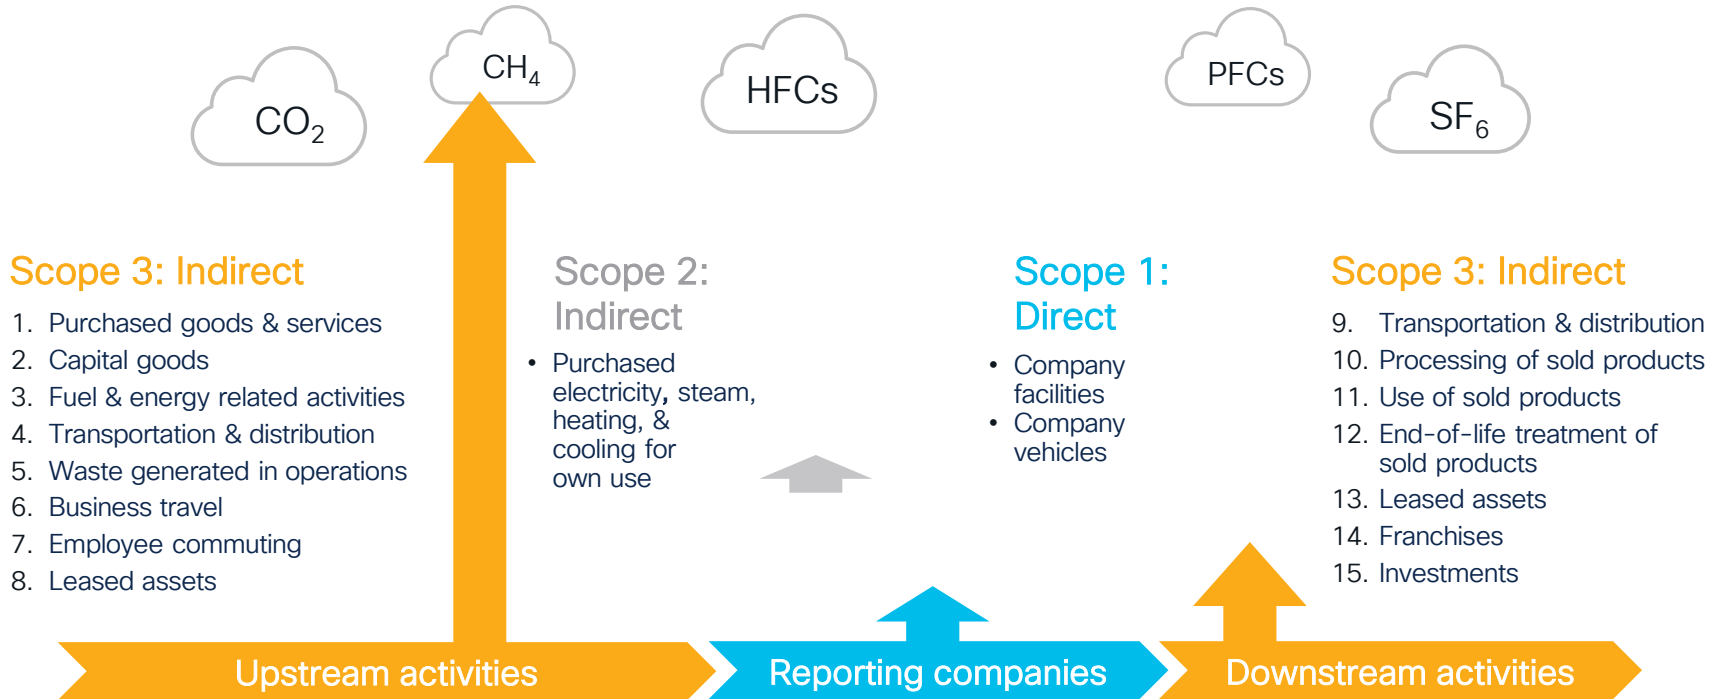 CO₂
CH₄
HFCs
PFCs
SF₆
Scope 3: Indirect
1. Purchased goods & services
2. Capital goods
3. Fuel & energy related activities
4. Transportation & distribution
5. Waste generated in operations
6. Business travel
7. Employee commuting
8. Leased assets
Scope 2:
Indirect
• Purchased
electricity, steam,
heating, &
cooling for
own use
Scope 1:
Direct
• Company
facilities
• Company
vehicles
Scope 3: Indirect
9. Transportation & distribution
10. Processing of sold products
11. Use of sold products
12. End-of-life treatment of
sold products
13. Leased assets
14. Franchises
15. Investments
Upstream activities
Reporting companies
Downstream activities